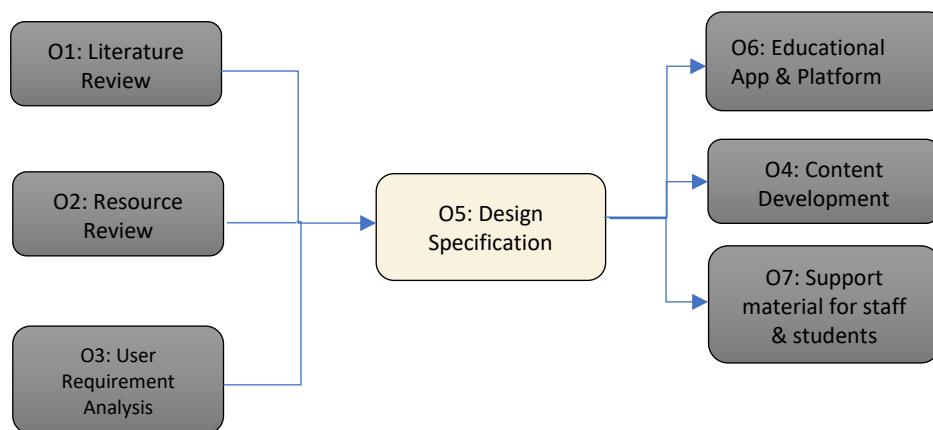 O1: Literature
Review
O2: Resource
Review
O3: User
Requirement
Analysis
O5: Design
Specification
O6: Educational
App & Platform
O4: Content
Development
O7: Support
material for staff
& students